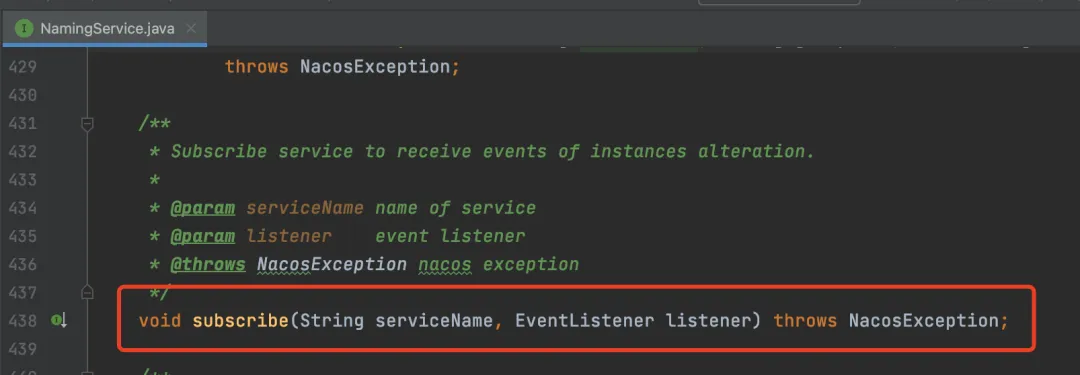 NamingService.java
429 throws NacosException;
430
431 /**
432 * Subscribe service to receive events of instances alteration.
433 *
434 * @param serviceName name of service
435 * @param listener event listener
436 * @throws NacosException nacos exception
437 */
438 void subscribe(String serviceName, EventListener listener) throws NacosException;
439